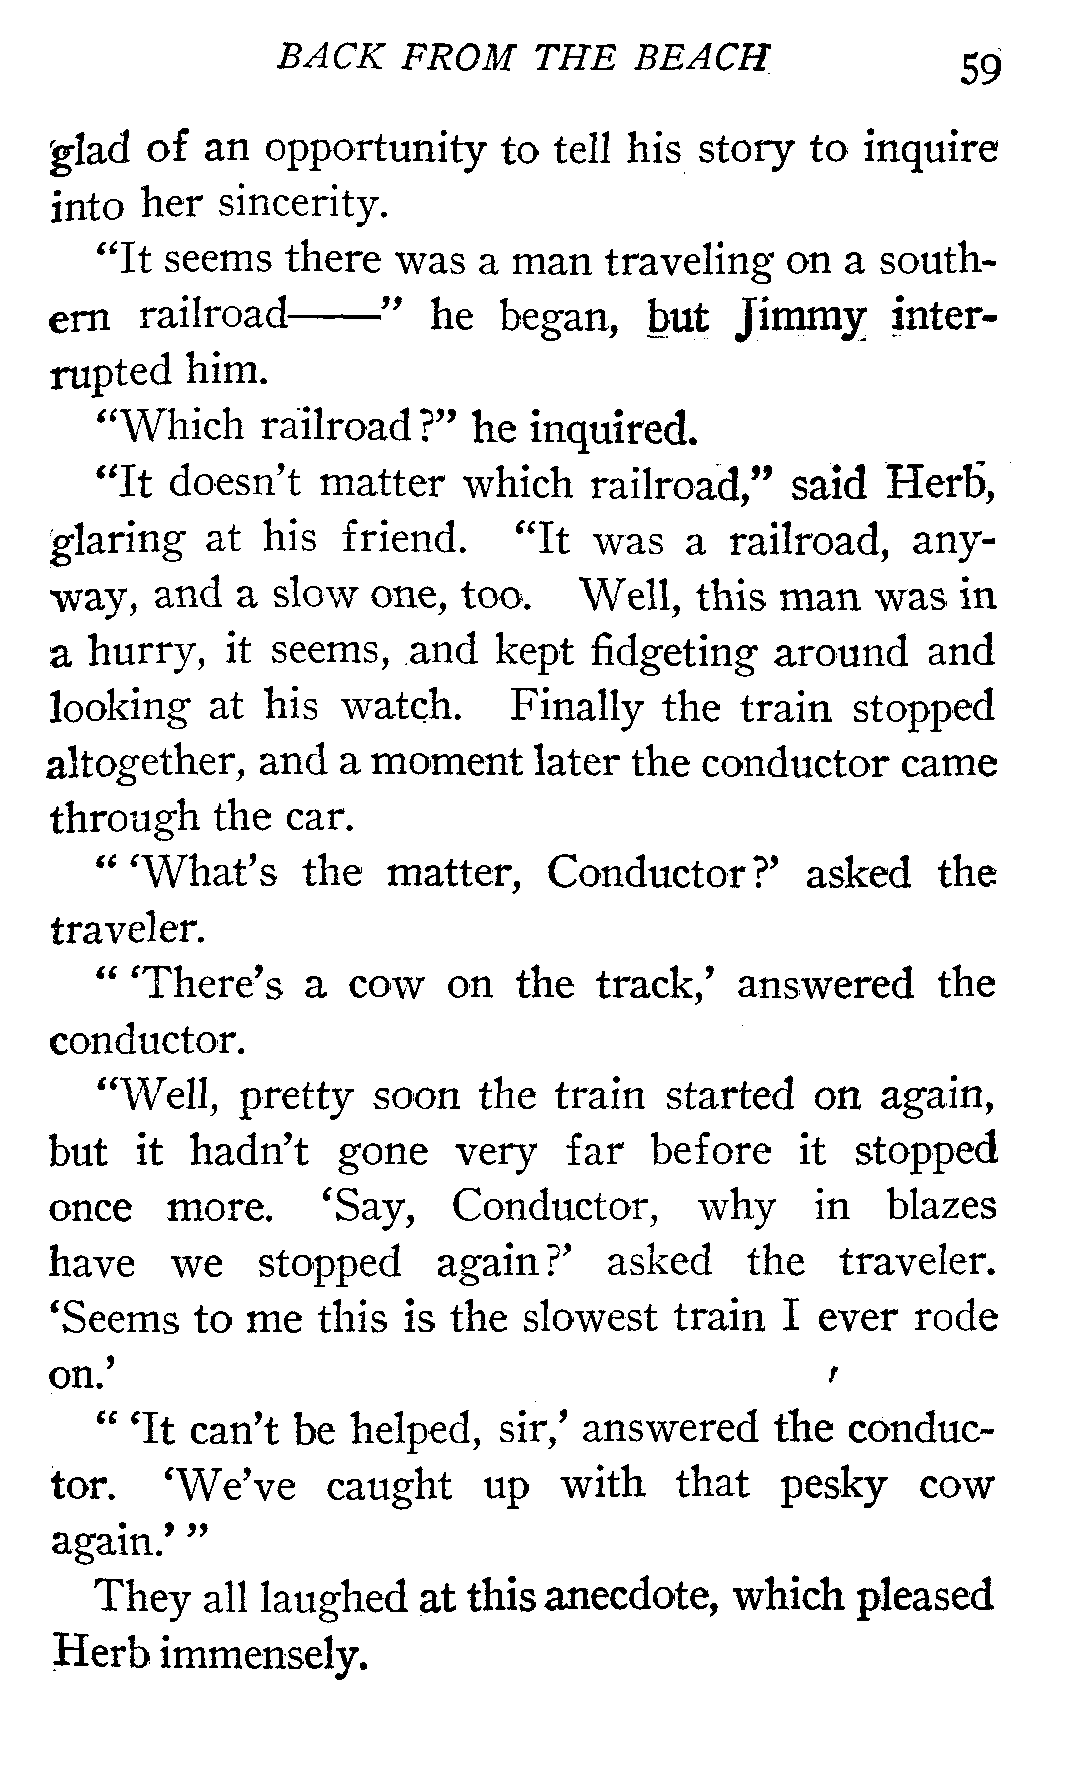 BACK FROM THE BEACH 59
glad of an opportunity to tell his story to inquire
into her sincerity.
"It seems there was a man traveling on a south-
ern railroad——" he began, but Jimmy inter-
rupted him.
"Which railroad?" he inquired.
"It doesn't matter which railroad," said Herb,
glaring at his friend. "It was a railroad, any-
way, and a slow one, too. Well, this man was in
a hurry, it seems, and kept fidgeting around and
looking at his watch. Finally the train stopped
altogether, and a moment later the conductor came
through the car.
" 'What's the matter, Conductor?' asked the
traveler.
" 'There's a cow on the track,' answered the
conductor.
"Well, pretty soon the train started on again,
but it hadn't gone very far before it stopped
once more. 'Say, Conductor, why in blazes
have we stopped again?' asked the traveler.
'Seems to me this is the slowest train I ever rode
on.'
" 'It can't be helped, sir,' answered the conduc-
tor. 'We've caught up with that pesky cow
again.' "
They all laughed at this anecdote, which pleased
Herb immensely.